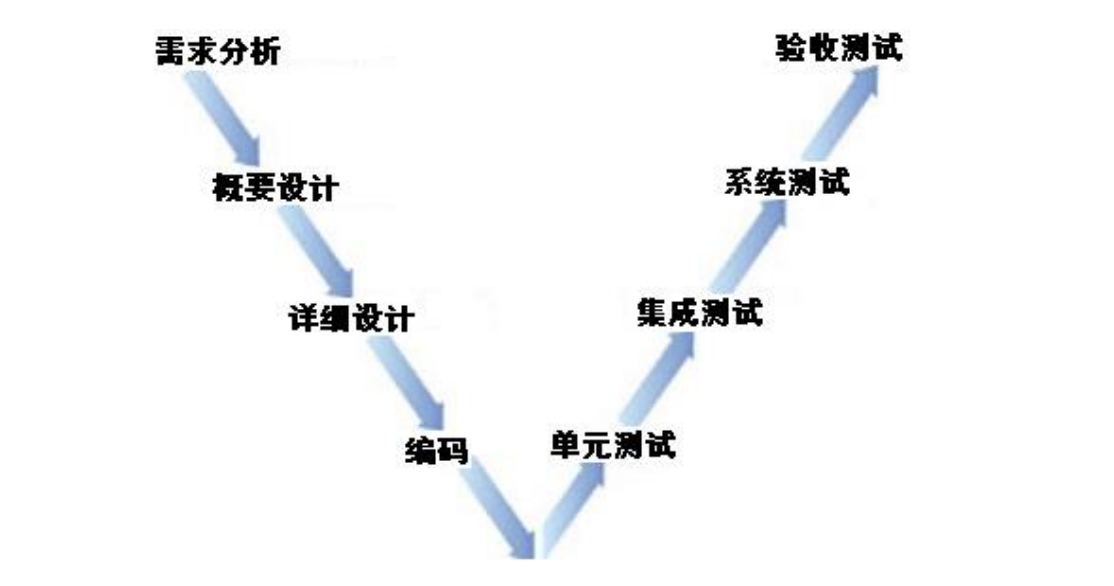 需求分析
验收测试
概要设计
系统测试
详细设计
集成测试
编码
单元测试